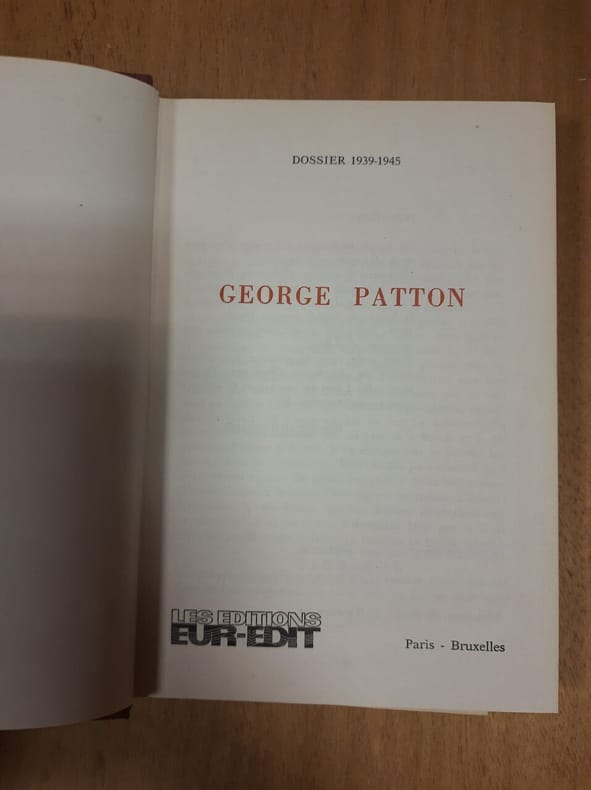 DOSSIER 1939-1945
GEORGE PATTON
LES EDITIONS
EUR-EDIT
Paris - Bruxelles